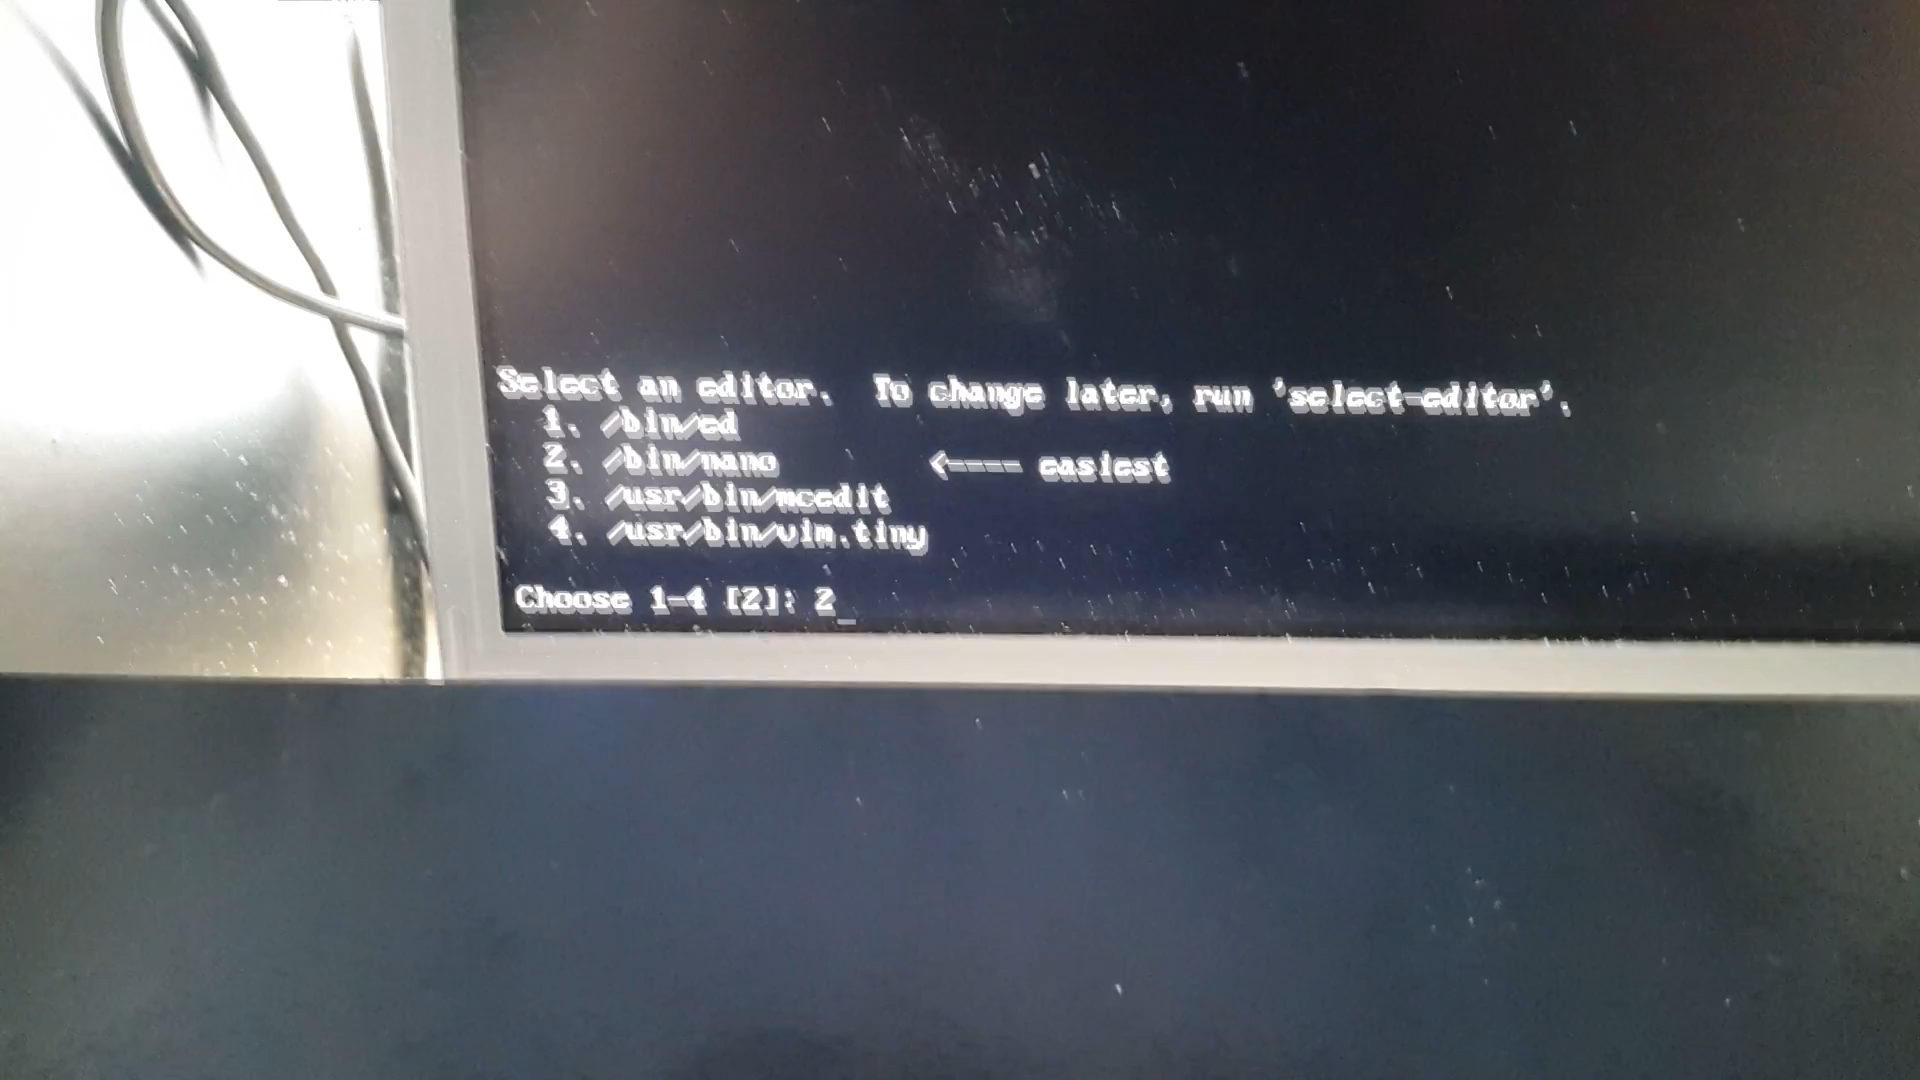 Select an editor.  To change later, run 'select-editor'.
  1. /bin/ed
  2. /bin/nano        <---- easiest
  3. /usr/bin/mcedit
  4. /usr/bin/vim.tiny
Choose 1-4 [2]: 2_